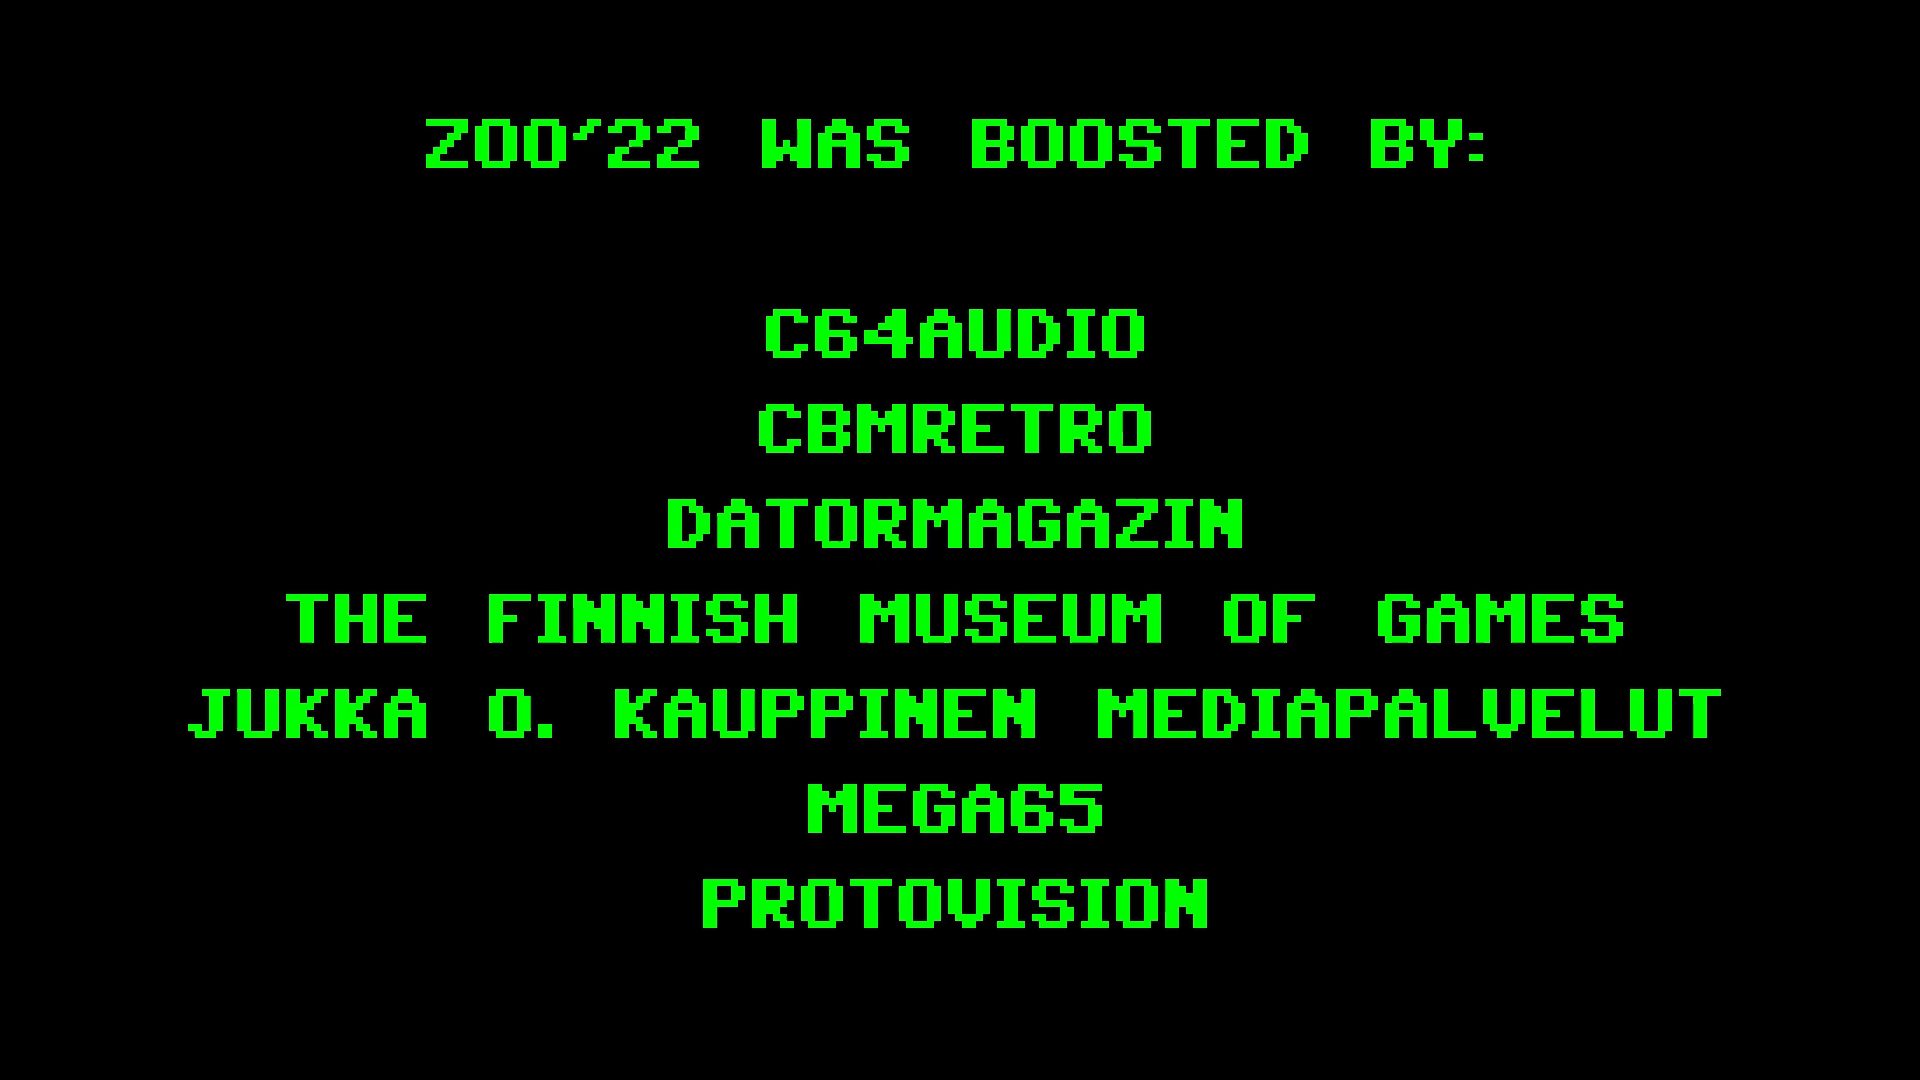 ZOO'22 WAS BOOSTED BY:
C64AUDIO
CBMRETRO
DATORMAGAZIN
THE FINNISH MUSEUM OF GAMES
JUKKA O. KAUPPINEN MEDIAPALVELUT
MEGA65
PROTOVISION